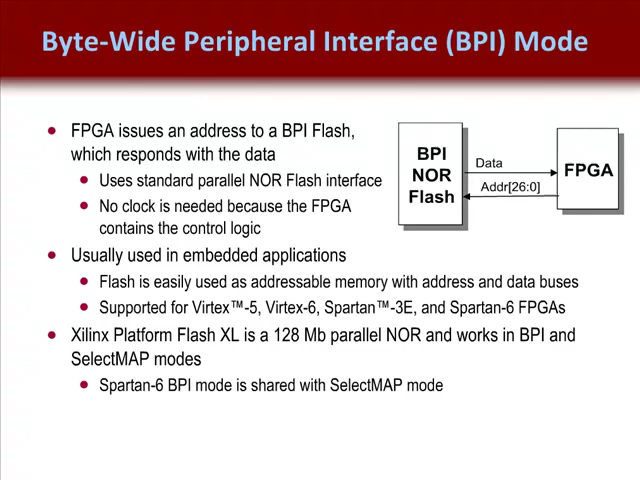 Byte-Wide Peripheral Interface (BPI) Mode
• FPGA issues an address to a BPI Flash,
which responds with the data
• Uses standard parallel NOR Flash interface
• No clock is needed because the FPGA
contains the control logic
BPI
NOR
Flash
Data
Addr[26:0]
FPGA
• Usually used in embedded applications
• Flash is easily used as addressable memory with address and data buses
• Supported for Virtex™-5, Virtex-6, Spartan™-3E, and Spartan-6 FPGAs
• Xilinx Platform Flash XL is a 128 Mb parallel NOR and works in BPI and
SelectMAP modes
• Spartan-6 BPI mode is shared with SelectMAP mode